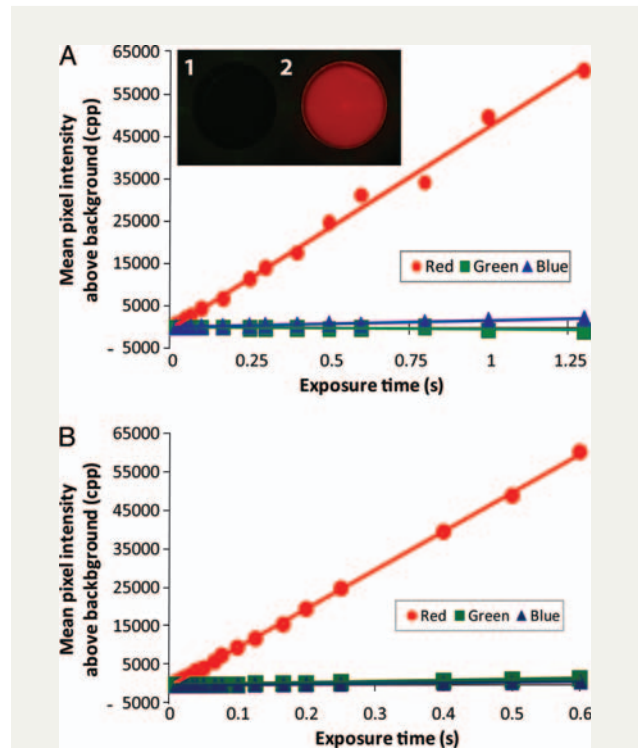 A
Mean pixel intensity
above background (cpp)
65000
55000
45000
35000
25000
15000
5000
- 5000
1 2
Red Green Blue
0 0.25 0.5 0.75 1 1.25
Exposure time (s)
B
Mean pixel intensity
above backbground (cpp)
65000
55000
45000
35000
25000
15000
5000
- 5000
Red Green Blue
0 0.1 0.2 0.3 0.4 0.5 0.6
Exposure time (s)